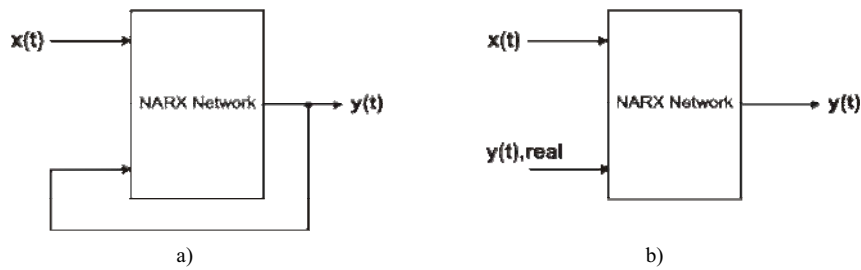 x(t)
NARX Network
y(t)
a)
x(t)
y(t),real
NARX Network
y(t)
b)